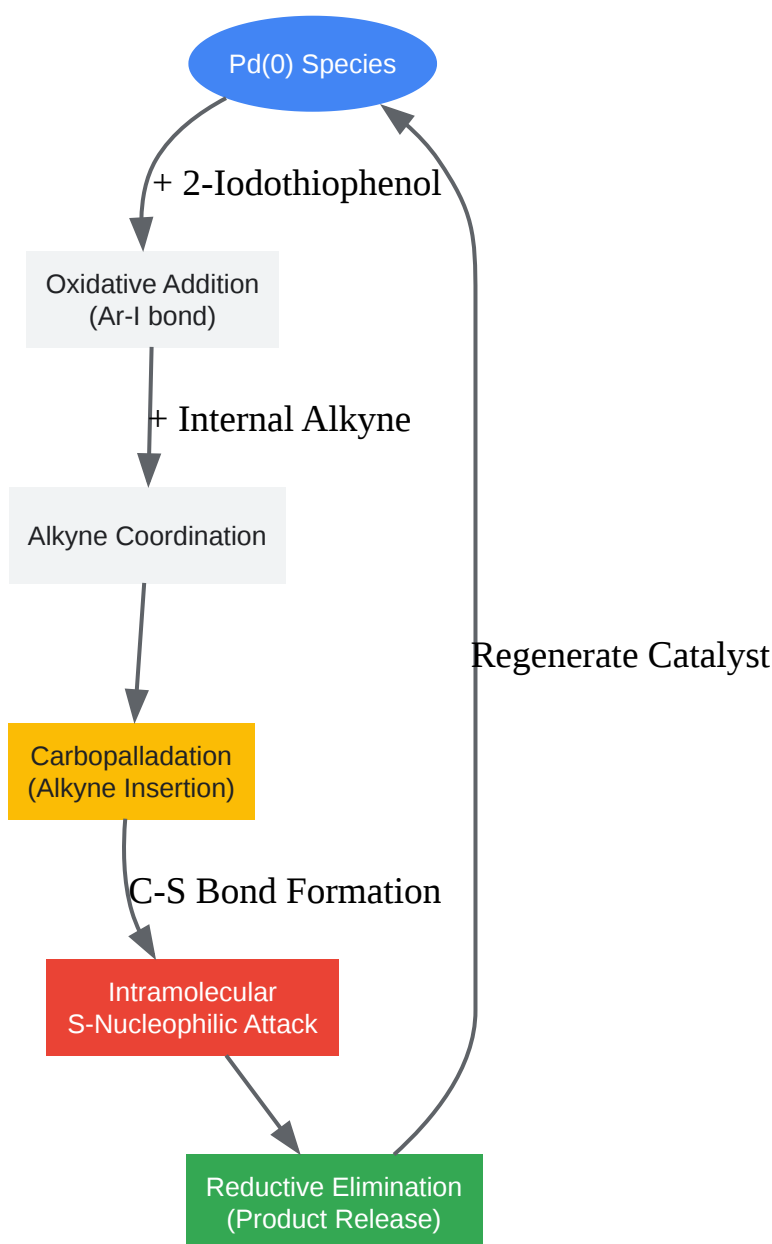 Pd(0) Species
+ 2-Iodothiophenol
Oxidative Addition
(Ar-I bond)
+ Internal Alkyne
Alkyne Coordination
Regenerate Catalyst
Carbopalladation
(Alkyne Insertion)
C-S Bond Formation
Intramolecular
S-Nucleophilic Attack
Reductive Elimination
(Product Release)